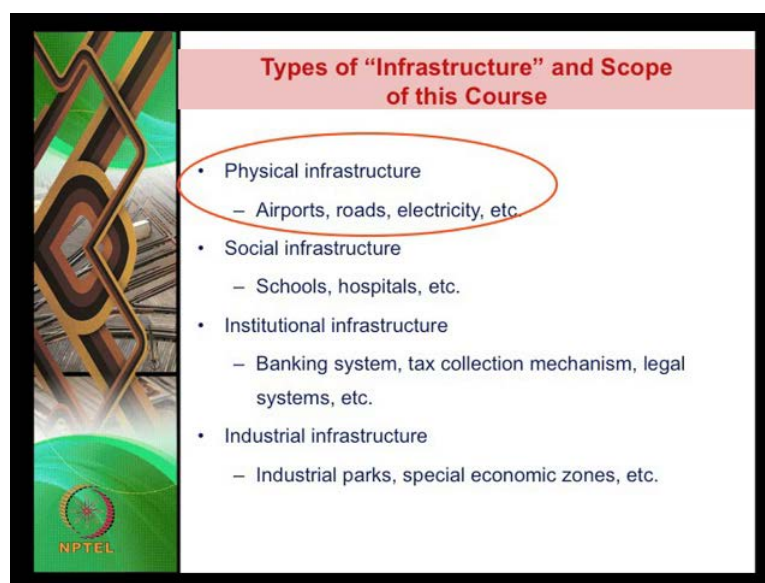 Types of “Infrastructure” and Scope
of this Course
• Physical infrastructure
– Airports, roads, electricity, etc.
• Social infrastructure
– Schools, hospitals, etc.
• Institutional infrastructure
– Banking system, tax collection mechanism, legal
systems, etc.
• Industrial infrastructure
– Industrial parks, special economic zones, etc.
NPTEL